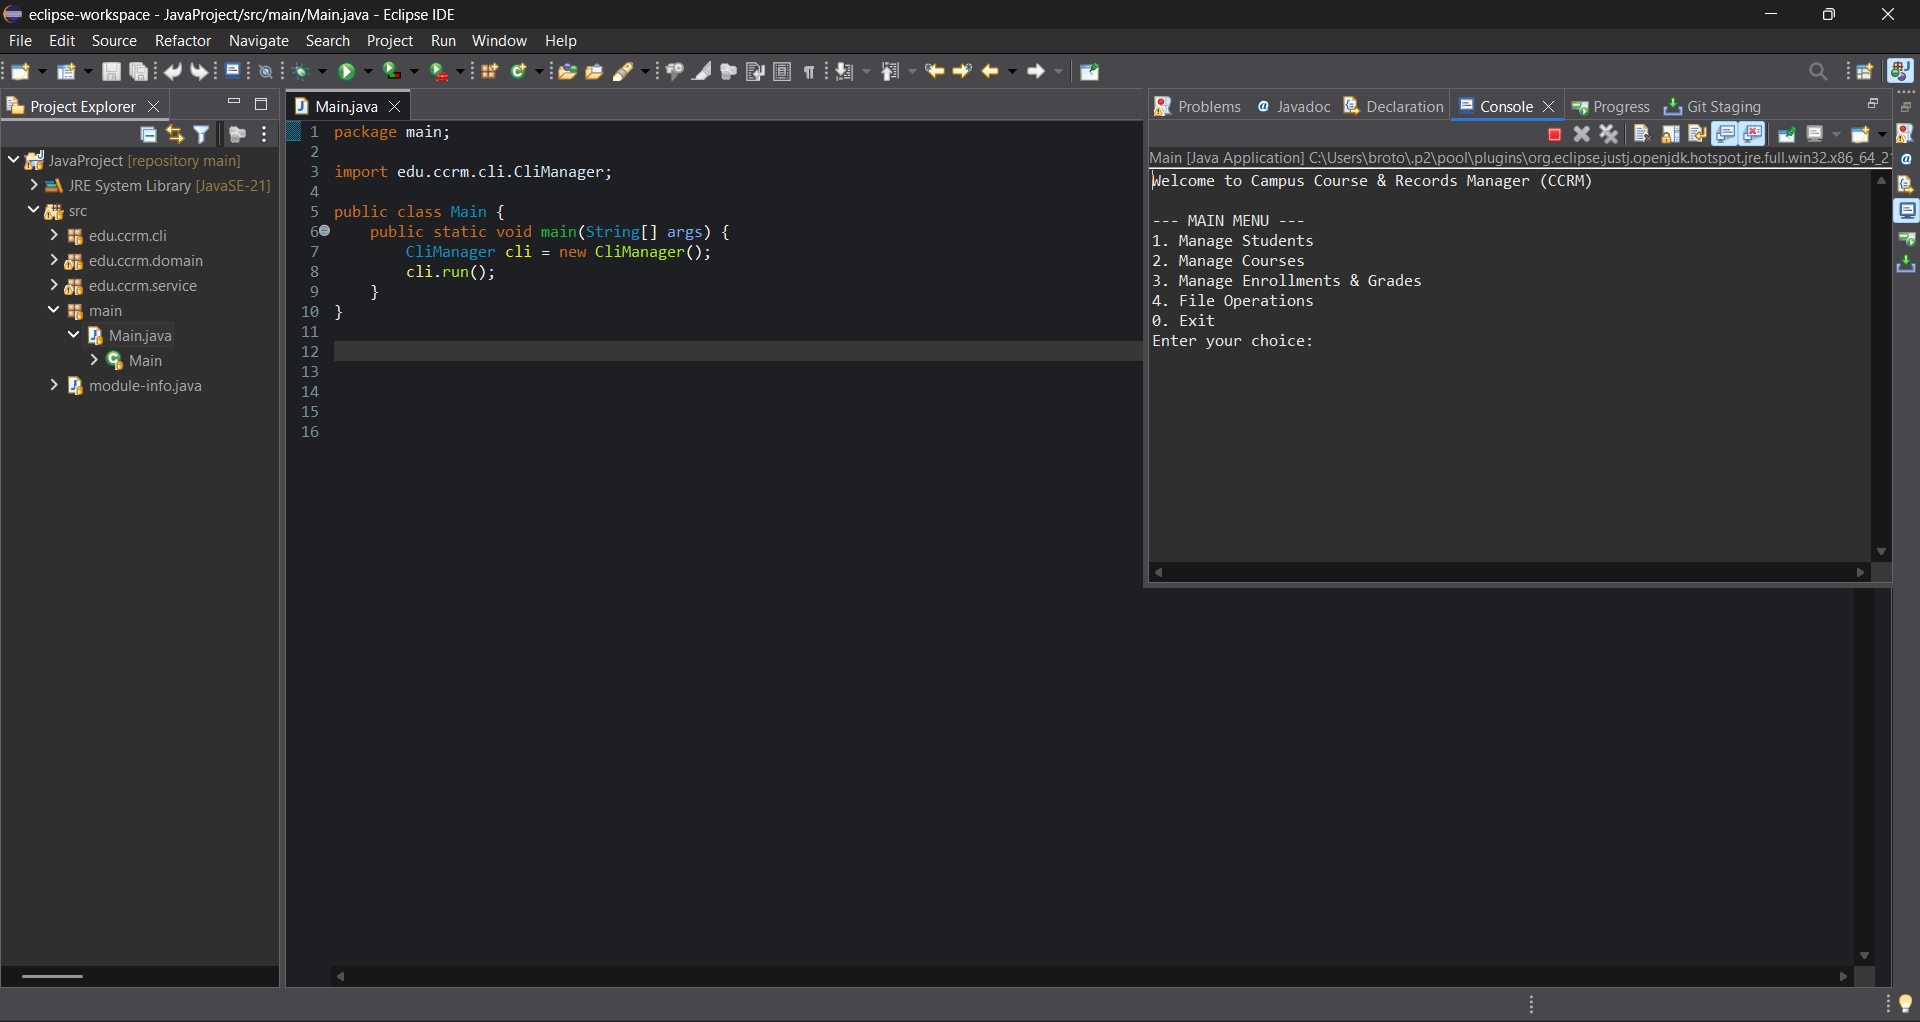 eclipse-workspace - JavaProject/src/main/Main.java - Eclipse IDE
File Edit Source Refactor Navigate Search Project Run Window Help
Project Explorer
JavaProject [repository main]
JRE System Library [JavaSE-21]
src
edu.ccrm.cli
edu.ccrm.domain
edu.ccrm.service
main
Main.java
Main
module-info.java
Main.java
1 package main;
2
3 import edu.ccrm.cli.CliManager;
4
5 public class Main {
6 public static void main(String[] args) {
7 CliManager cli = new CliManager();
8 cli.run();
9 }
10 }
11
12
13
14
15
16
Problems Javadoc Declaration Console Progress Git Staging
Main [Java Application] C:\Users\broto\.p2\pool\plugins\org.eclipse.justj.openjdk.hotspot.jre.full.win32.x86_64_2
Welcome to Campus Course & Records Manager (CCRM)
--- MAIN MENU ---
1. Manage Students
2. Manage Courses
3. Manage Enrollments & Grades
4. File Operations
0. Exit
Enter your choice: